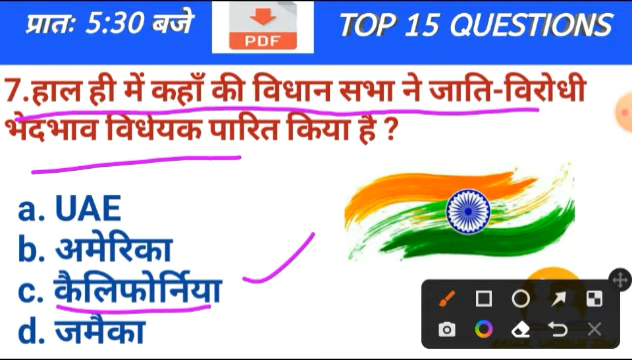 प्रातः 5:30 बजे
PDF
TOP 15 QUESTIONS
7.हाल ही में कहाँ की विधान सभा ने जाति-विरोधी
भेदभाव विधेयक पारित किया है ?
a. UAE
b. अमेरिका
c. कैलिफोर्निया
d. जमैका